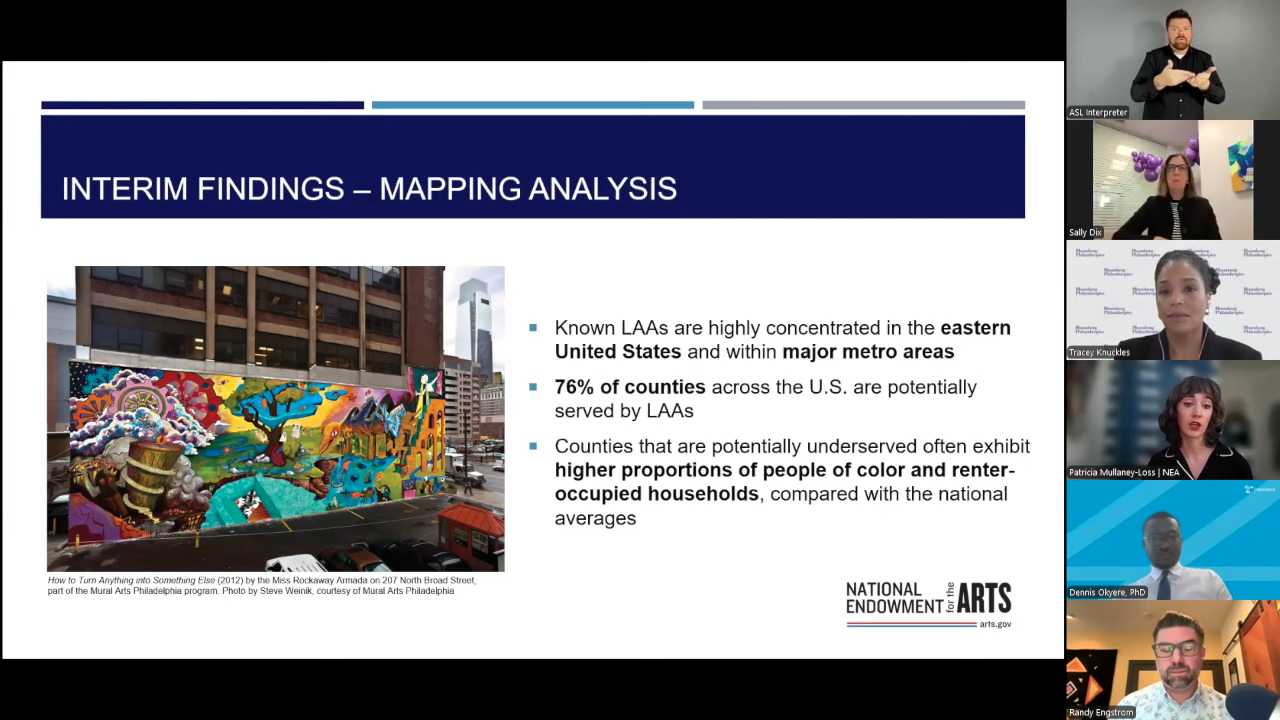 INTERIM FINDINGS – MAPPING ANALYSIS
Known LAAs are highly concentrated in the eastern
United States and within major metro areas
76% of counties across the U.S. are potentially
served by LAAs
Counties that are potentially underserved often exhibit
higher proportions of people of color and renter-
occupied households, compared with the national
averages
How to Turn Anything into Something Else (2012) by the Miss Rockaway Armada on 207 North Broad Street,
part of the Mural Arts Philadelphia program. Photo by Steve Weinik, courtesy of Mural Arts Philadelphia
NATIONAL
ENDOWMENT for the ARTS
arts.gov
ASL Interpreter
Sally Dix
Bloomberg
Philanthropies
Tracey Knuckles
Patricia Mullaney-Loss | NEA
Dennis Okyere, PhD
Randy Engstrom